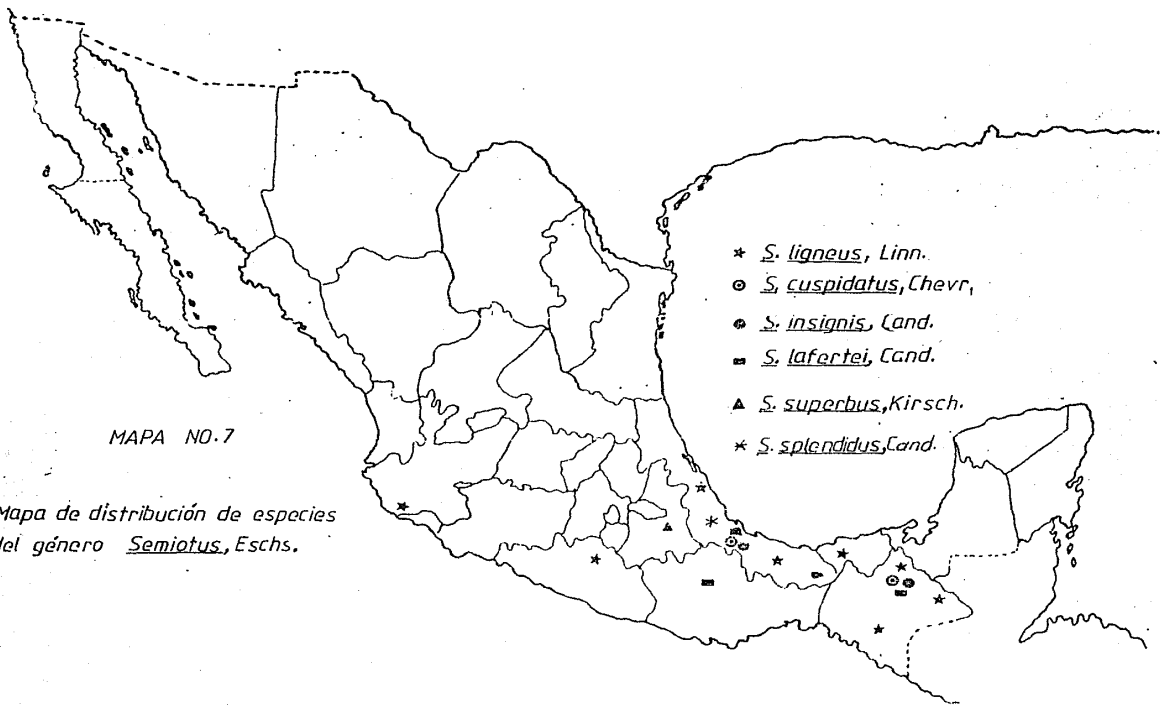 * S. ligneus, Linn.
S, cuspidatus, Chevr,
S. insignis, Cand.
S. lafertei, Cand.
S. superbus, Kirsch.
* S. splendidus, Cand.
MAPA NO.7
Mapa de distribución de especies
del género Semiotus, Eschs.